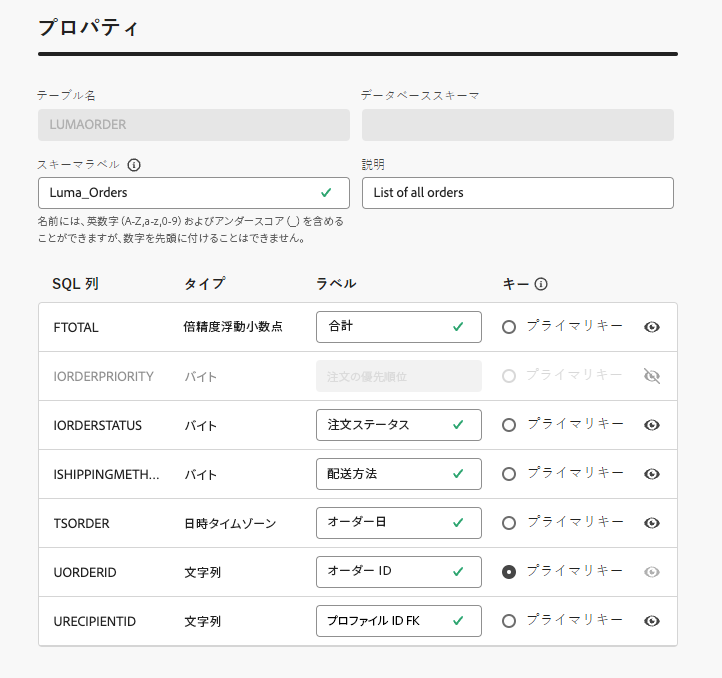 プロパティ
テーブル名 データベーススキーマ
LUMAORDER
スキーマラベル 説明
Luma_Orders List of all orders
名前には、英数字 (A-Z,a-z,0-9) およびアンダースコア (_) を含める
ことができますが、数字を先頭に付けることはできません。
SQL 列 タイプ ラベル キー
FTOTAL 倍精度浮動小数点 合計 プライマリキー
IORDERPRIORITY バイト 注文の優先順位 プライマリキー
IORDERSTATUS バイト 注文ステータス プライマリキー
ISHIPPINGMETH... バイト 配送方法 プライマリキー
TSORDER 日時タイムゾーン オーダー日 プライマリキー
UORDERID 文字列 オーダー ID プライマリキー
URECIPIENTID 文字列 プロファイル ID FK プライマリキー